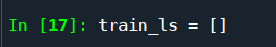 In [17]: train_ls = []